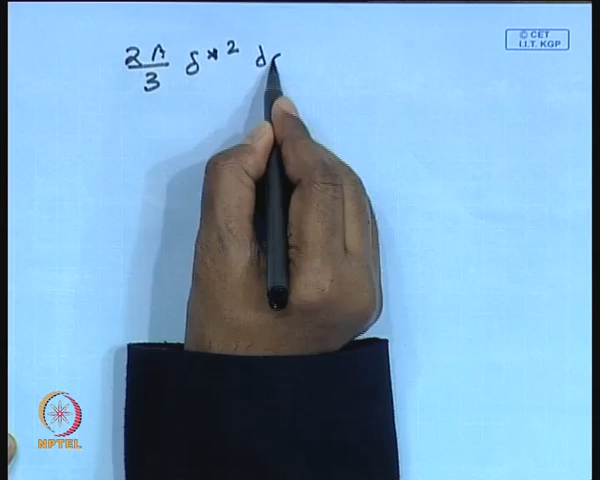 © CET
I.I.T. KGP
2A/3 δ*² d
NPTEL